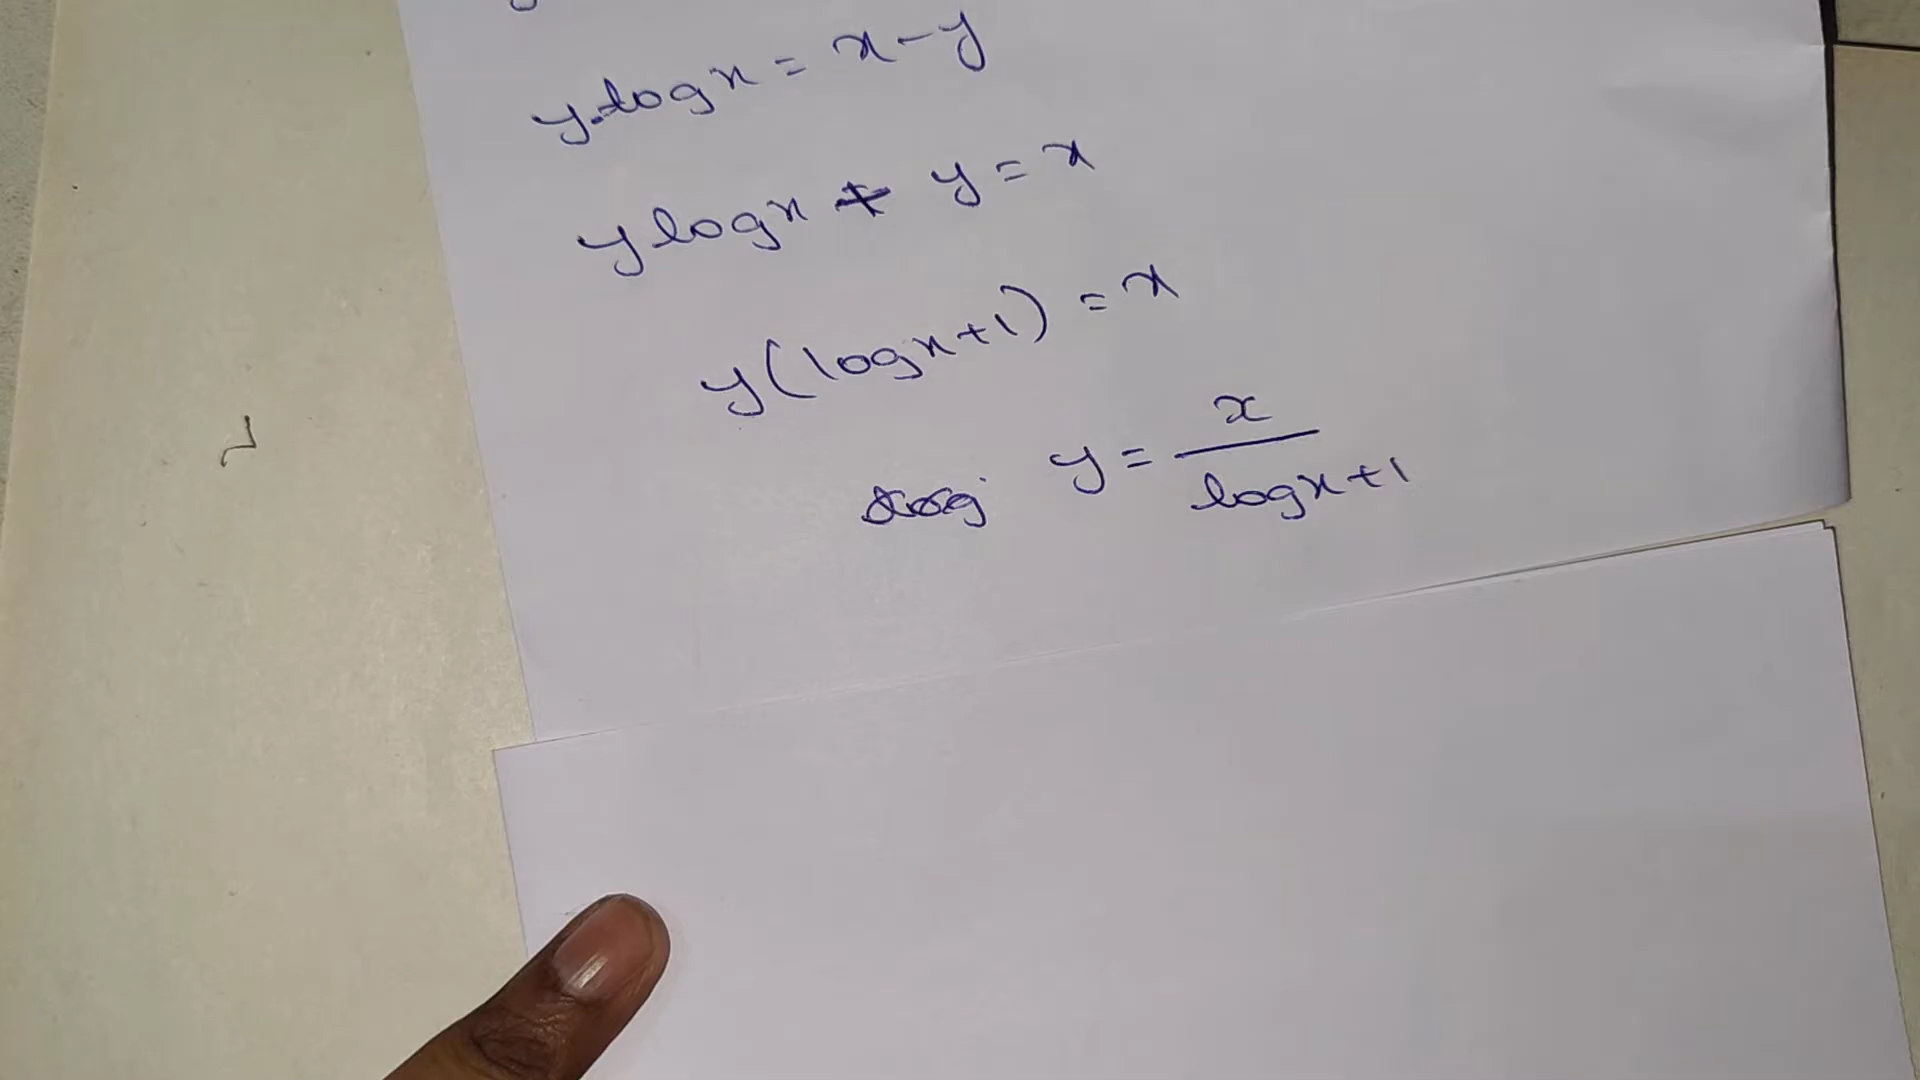 y.log x = x - y
y log x + y = x
y(log x + 1) = x
y = x / (log x + 1)